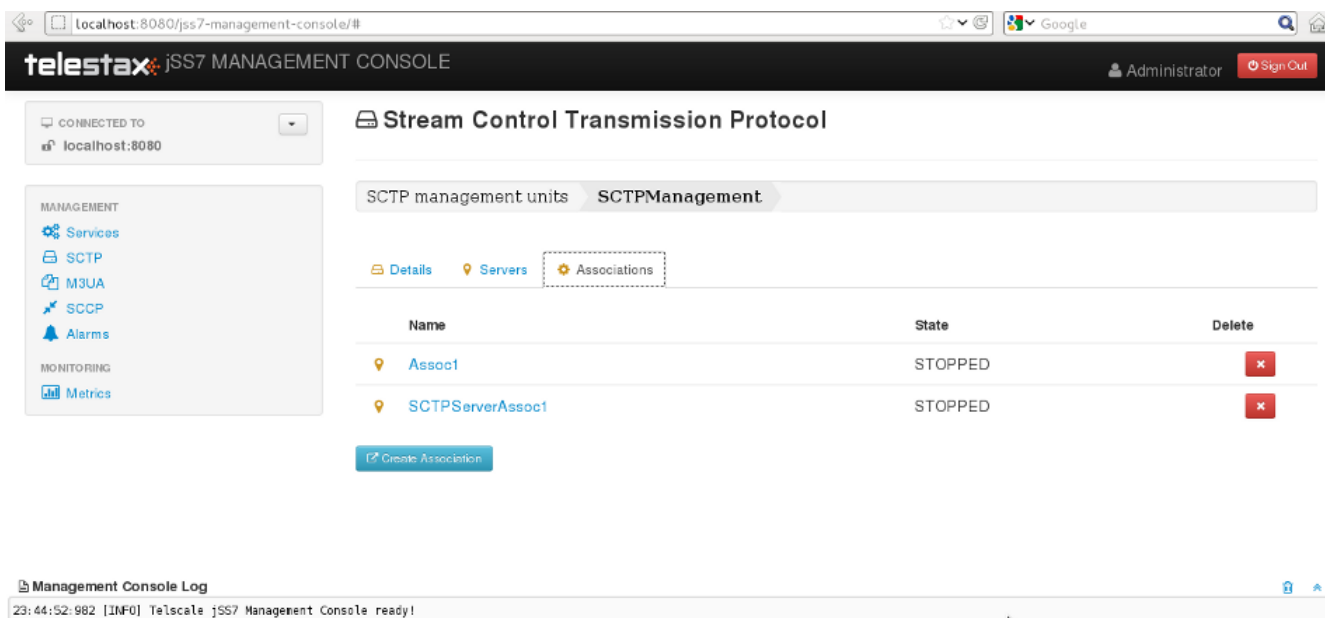 localhost:8080/jss7-management-console/#
Google
telestax jSS7 MANAGEMENT CONSOLE
Administrator
Sign Out
CONNECTED TO
localhost:8080
Stream Control Transmission Protocol
SCTP management units SCTPManagement
MANAGEMENT
Services
SCTP
M3UA
SCCP
Alarms
MONITORING
Metrics
Details Servers Associations
Name State Delete
Assoc1 STOPPED
SCTPServerAssoc1 STOPPED
Create Association
Management Console Log
23:44:52:982 [INFO] Telscale jSS7 Management Console ready!